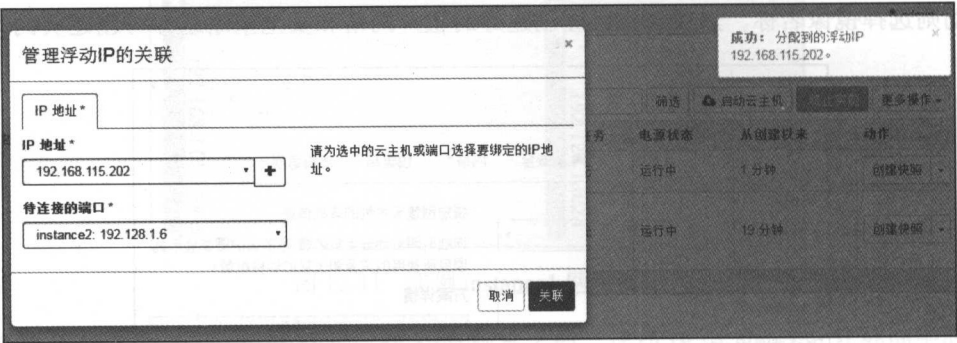 管理浮动IP的关联
×
成功： 分配到的浮动IP
192.168.115.202。
×
筛选
启动云主机
更多操作
IP 地址*
电源状态
从创建以来
动作
IP 地址*
192.168.115.202
请为选中的云主机或端口选择要绑定的IP地
址。
运行中
1 分钟
创建快照
待连接的端口*
instance2: 192.128.1.6
运行中
19 分钟
创建快照
取消
关联
方案详情